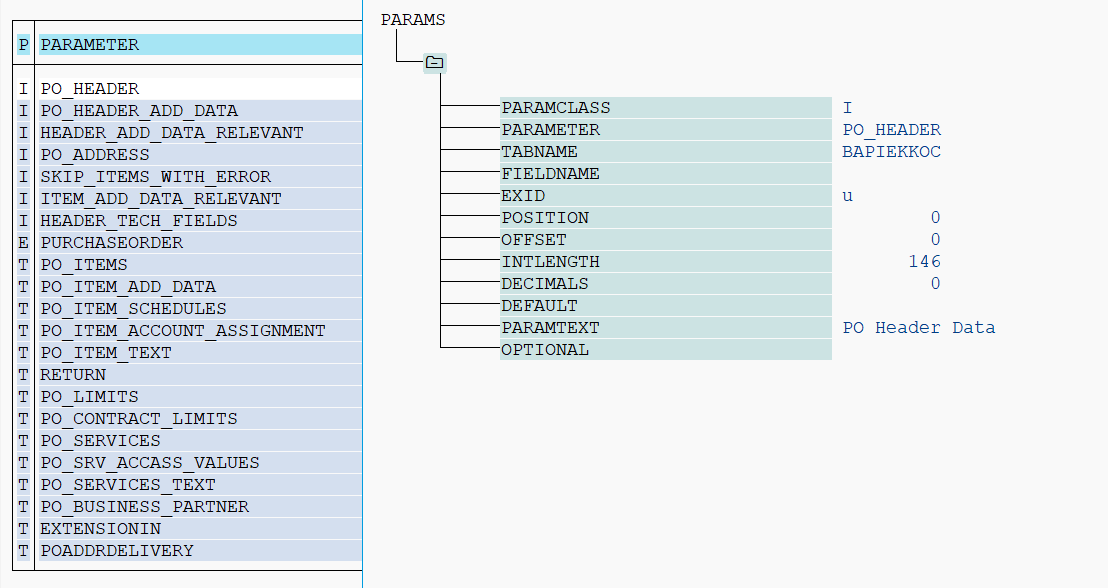 P PARAMETER
I PO_HEADER
I PO_HEADER_ADD_DATA
I HEADER_ADD_DATA_RELEVANT
I PO_ADDRESS
I SKIP_ITEMS_WITH_ERROR
I ITEM_ADD_DATA_RELEVANT
I HEADER_TECH_FIELDS
E PURCHASEORDER
T PO_ITEMS
T PO_ITEM_ADD_DATA
T PO_ITEM_SCHEDULES
T PO_ITEM_ACCOUNT_ASSIGNMENT
T PO_ITEM_TEXT
T RETURN
T PO_LIMITS
T PO_CONTRACT_LIMITS
T PO_SERVICES
T PO_SRV_ACCASS_VALUES
T PO_SERVICES_TEXT
T PO_BUSINESS_PARTNER
T EXTENSIONIN
T POADDRDELIVERY
PARAMS
PARAMCLASS I
PARAMETER PO_HEADER
TABNAME BAPIEKKOC
FIELDNAME
EXID u
POSITION 0
OFFSET 0
INTLENGTH 146
DECIMALS 0
DEFAULT
PARAMTEXT PO Header Data
OPTIONAL